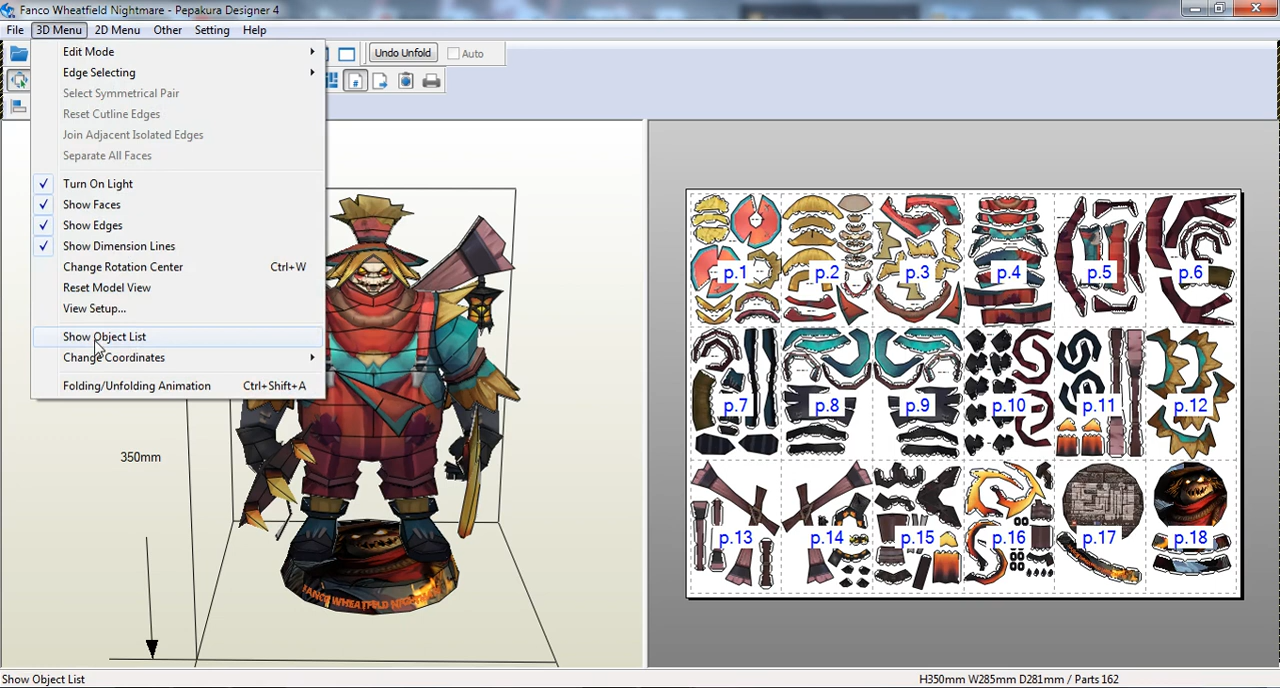 Fanco Wheatfield Nightmare - Pepakura Designer 4
File 3D Menu 2D Menu Other Setting Help
Undo Unfold Auto
Edit Mode
Edge Selecting
Select Symmetrical Pair
Reset Cutline Edges
Join Adjacent Isolated Edges
Separate All Faces
Turn On Light
Show Faces
Show Edges
Show Dimension Lines
Change Rotation Center Ctrl+W
Reset Model View
View Setup...
Show Object List
Change Coordinates
Folding/Unfolding Animation Ctrl+Shift+A
350mm
FANCO WHEATFIELD NIGHTMARE
p.1 p.2 p.3 p.4 p.5 p.6
p.7 p.8 p.9 p.10 p.11 p.12
p.13 p.14 p.15 p.16 p.17 p.18
Show Object List
H350mm W285mm D281mm / Parts 162